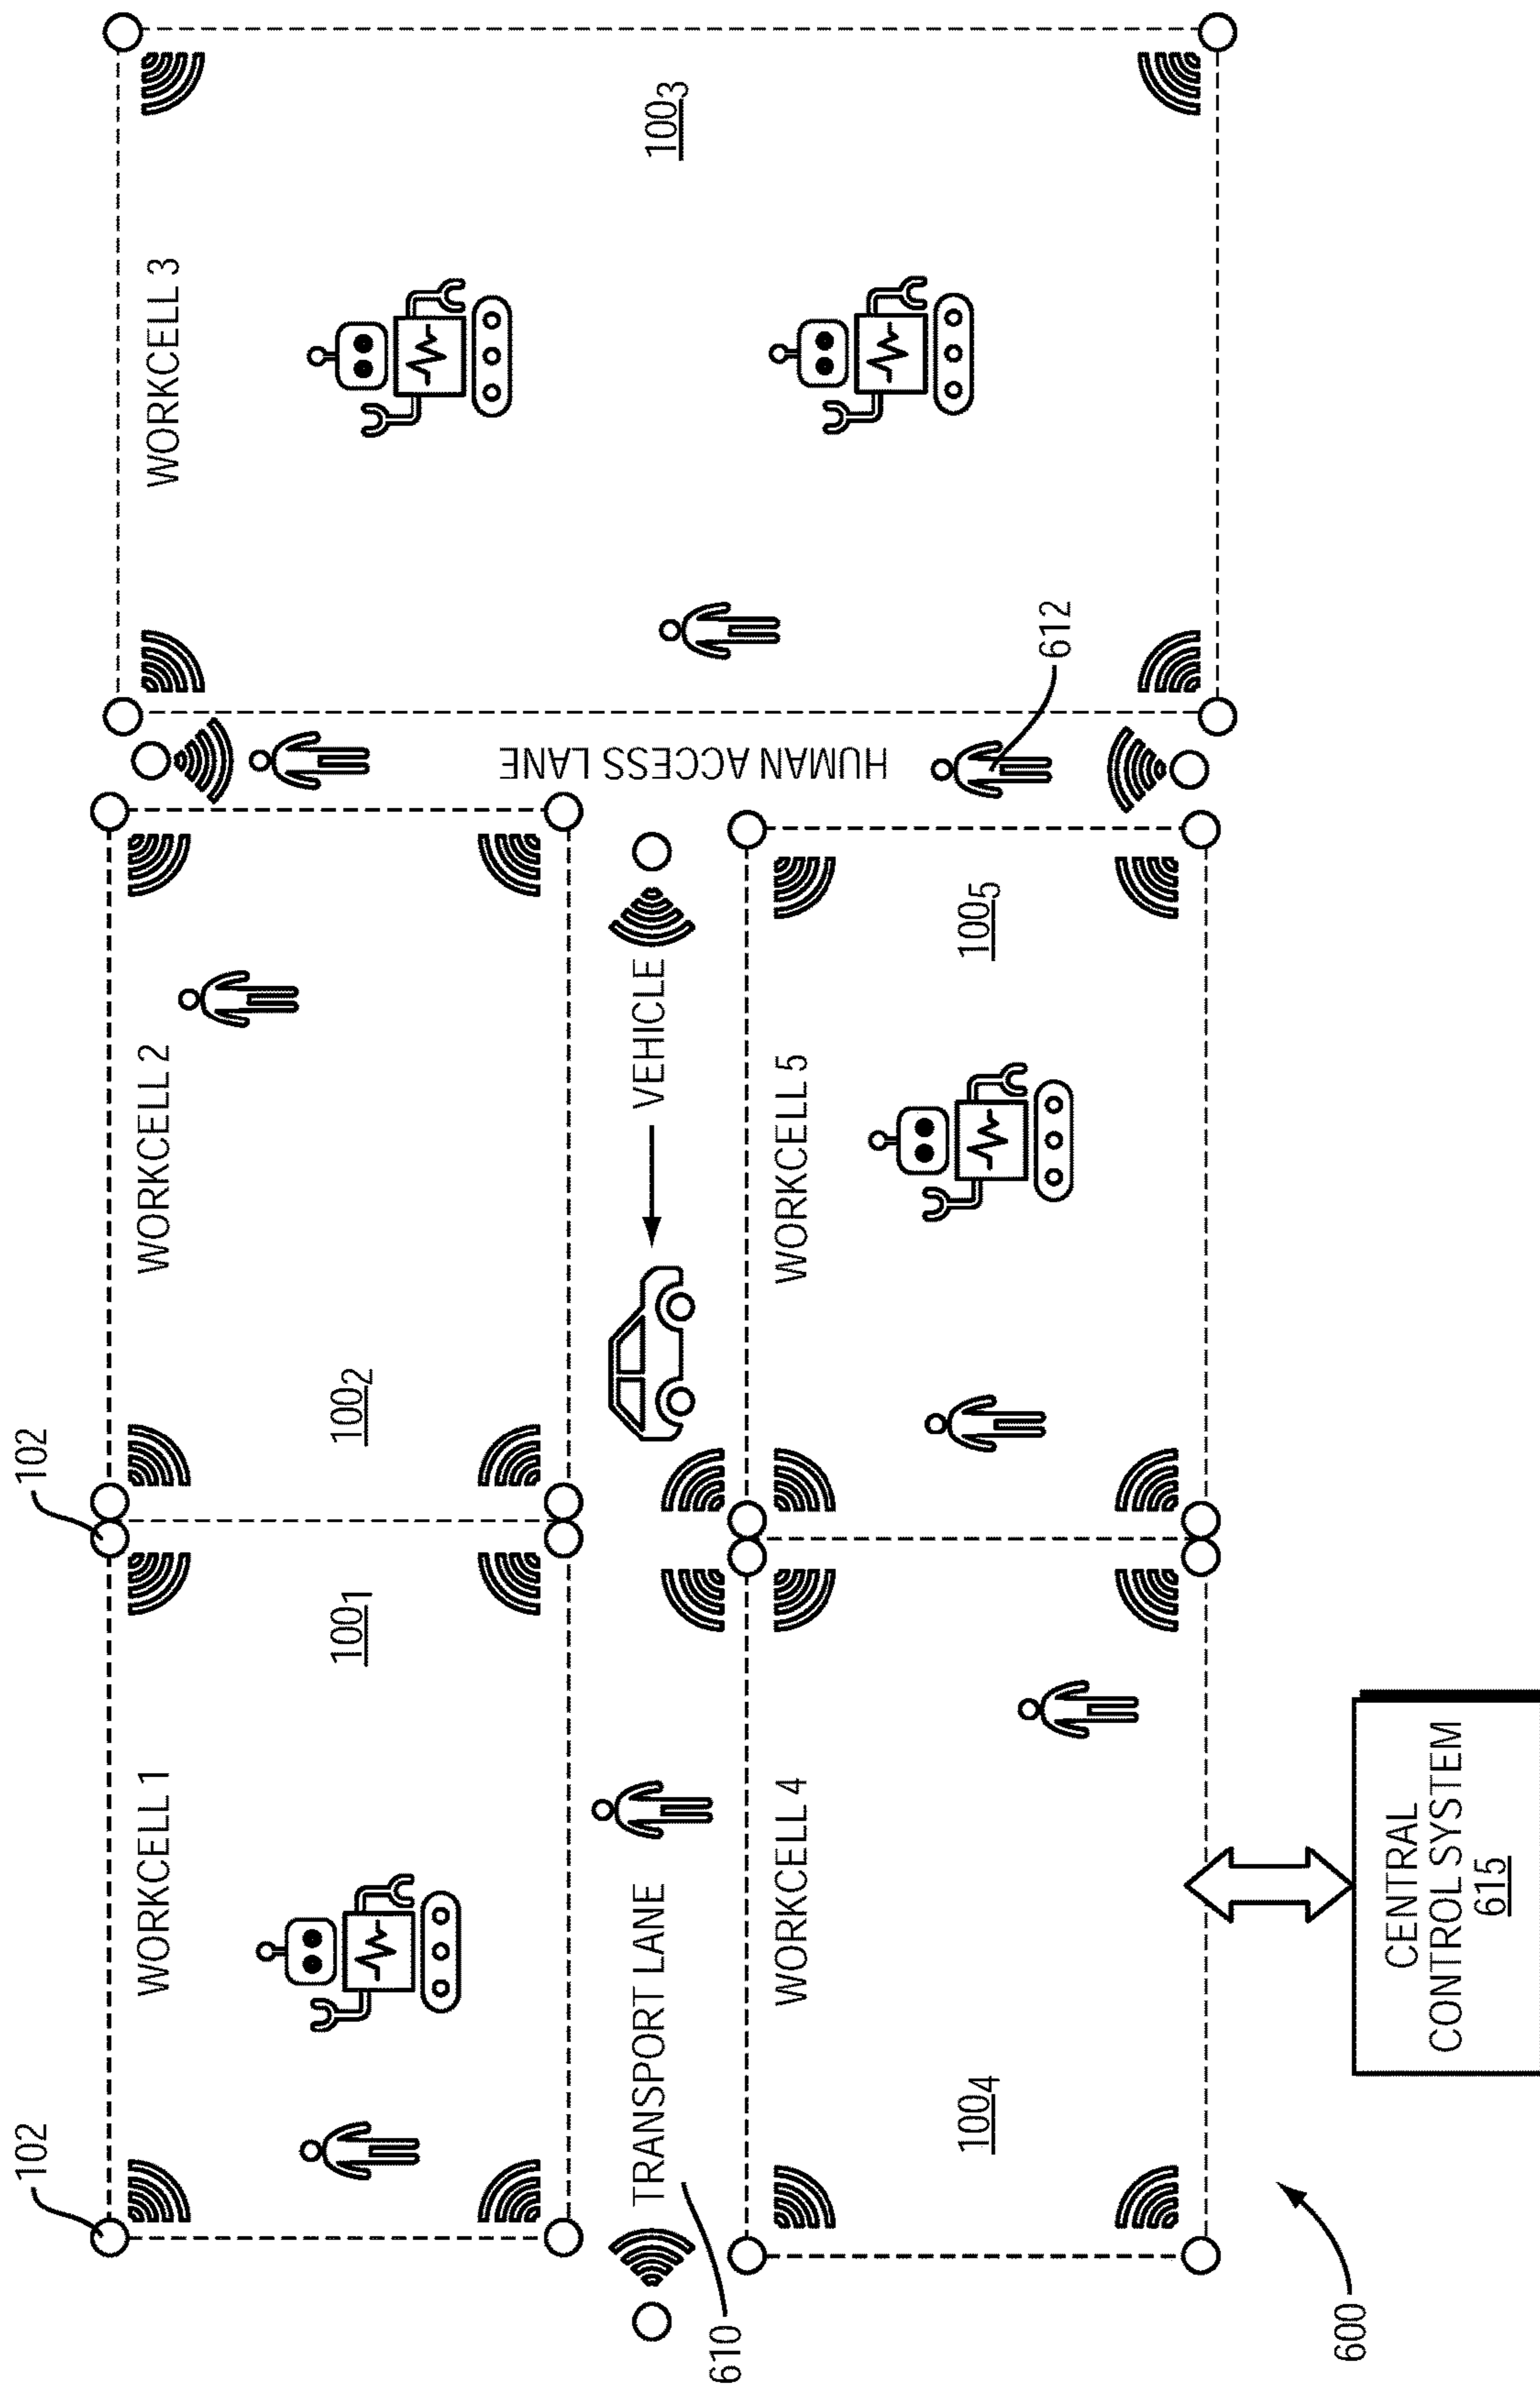 102
102
WORKCELL 1
WORKCELL 2
WORKCELL 3
100₁
100₂
100₃
610
TRANSPORT LANE
VEHICLE
HUMAN ACCESS LANE
WORKCELL 4
WORKCELL 5
100₄
100₅
612
600
CENTRAL
CONTROL SYSTEM
615